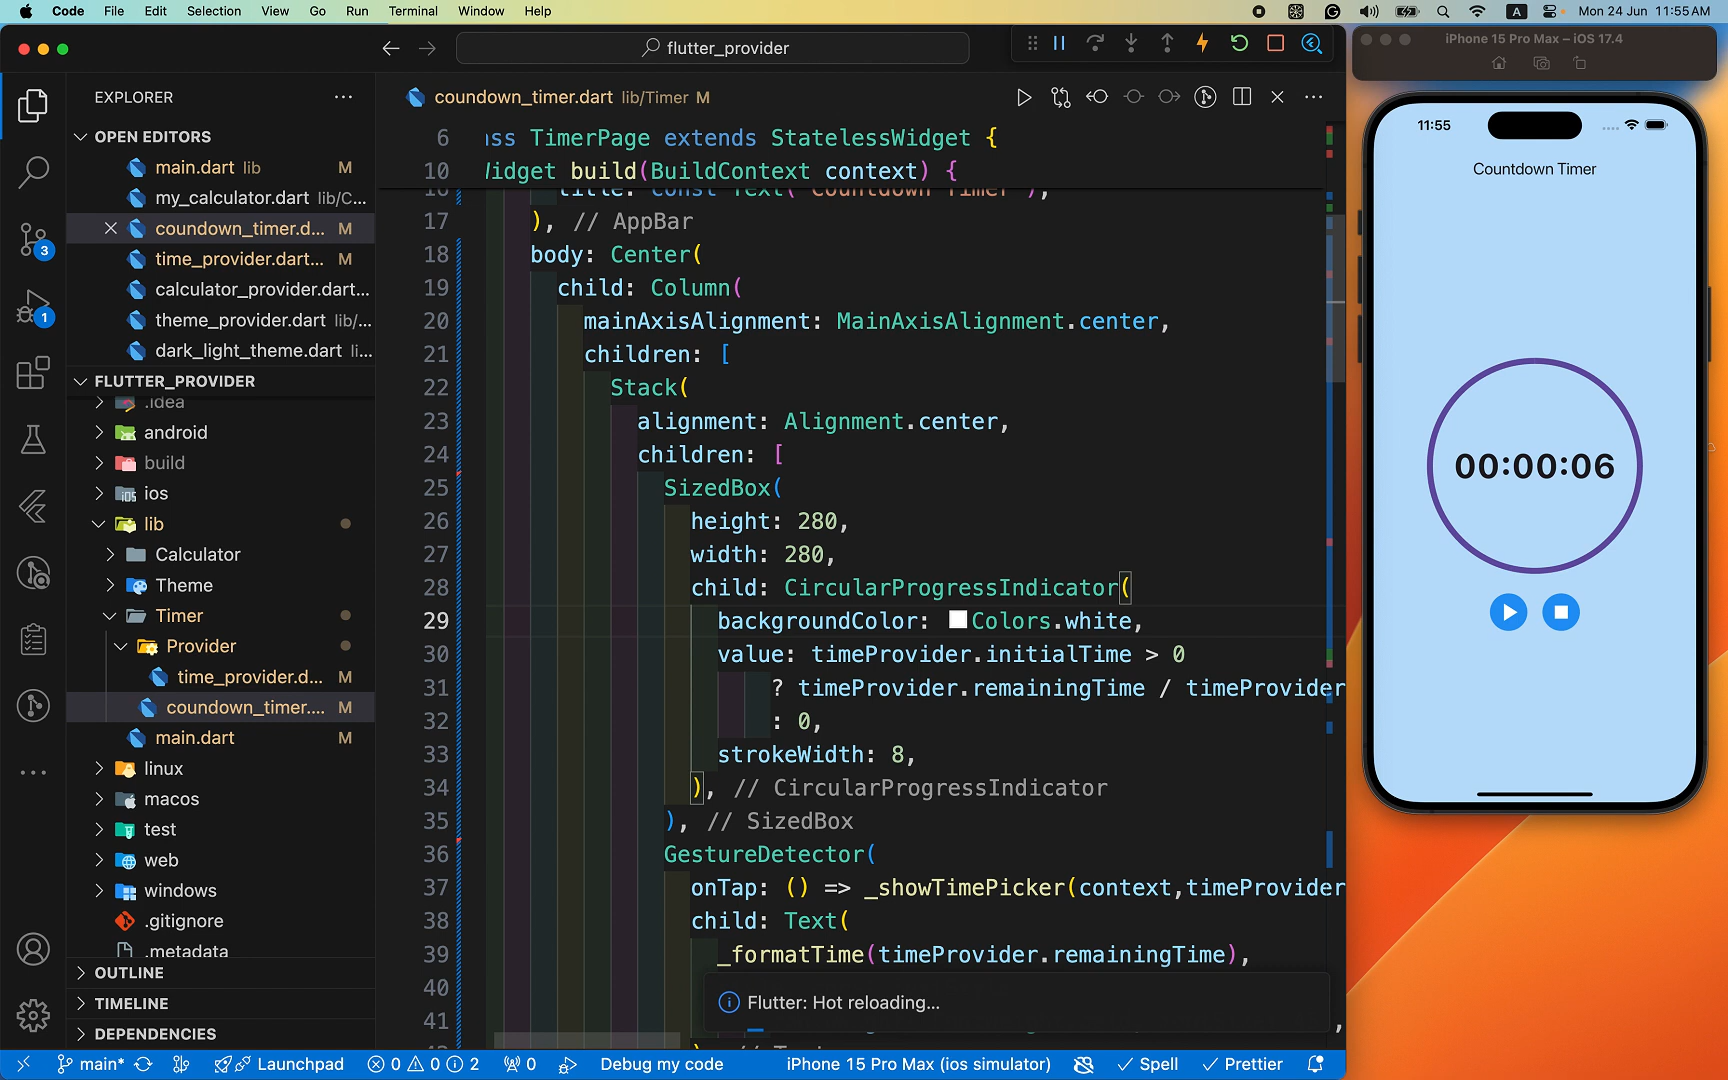 Code File Edit Selection View Go Run Terminal Window Help
A Mon 24 Jun 11:55 AM
flutter_provider
iPhone 15 Pro Max – iOS 17.4
EXPLORER
coundown_timer.dart lib/Timer M
OPEN EDITORS
main.dart lib M
my_calculator.dart lib/C...
coundown_timer.d... M
time_provider.dart... M
calculator_provider.dart...
theme_provider.dart lib/...
dark_light_theme.dart li...
3
1
FLUTTER_PROVIDER
.idea
android
build
ios
lib
Calculator
Theme
Timer
Provider
time_provider.d... M
coundown_timer.... M
main.dart M
linux
macos
test
web
windows
.gitignore
.metadata
OUTLINE
TIMELINE
DEPENDENCIES
6 ass TimerPage extends StatelessWidget {
10 Widget build(BuildContext context) {
16 title: const Text('Countdown Timer'),
17 ), // AppBar
18 body: Center(
19 child: Column(
20 mainAxisAlignment: MainAxisAlignment.center,
21 children: [
22 Stack(
23 alignment: Alignment.center,
24 children: [
25 SizedBox(
26 height: 280,
27 width: 280,
28 child: CircularProgressIndicator(
29 backgroundColor: Colors.white,
30 value: timeProvider.initialTime > 0
31 ? timeProvider.remainingTime / timeProvider
32 : 0,
33 strokeWidth: 8,
34 ), // CircularProgressIndicator
35 ), // SizedBox
36 GestureDetector(
37 onTap: () => _showTimePicker(context,timeProvider
38 child: Text(
39 _formatTime(timeProvider.remainingTime),
40
41
Flutter: Hot reloading...
11:55
Countdown Timer
00:00:06
main* Launchpad 0 0 2 0 Debug my code iPhone 15 Pro Max (ios simulator) Spell Prettier